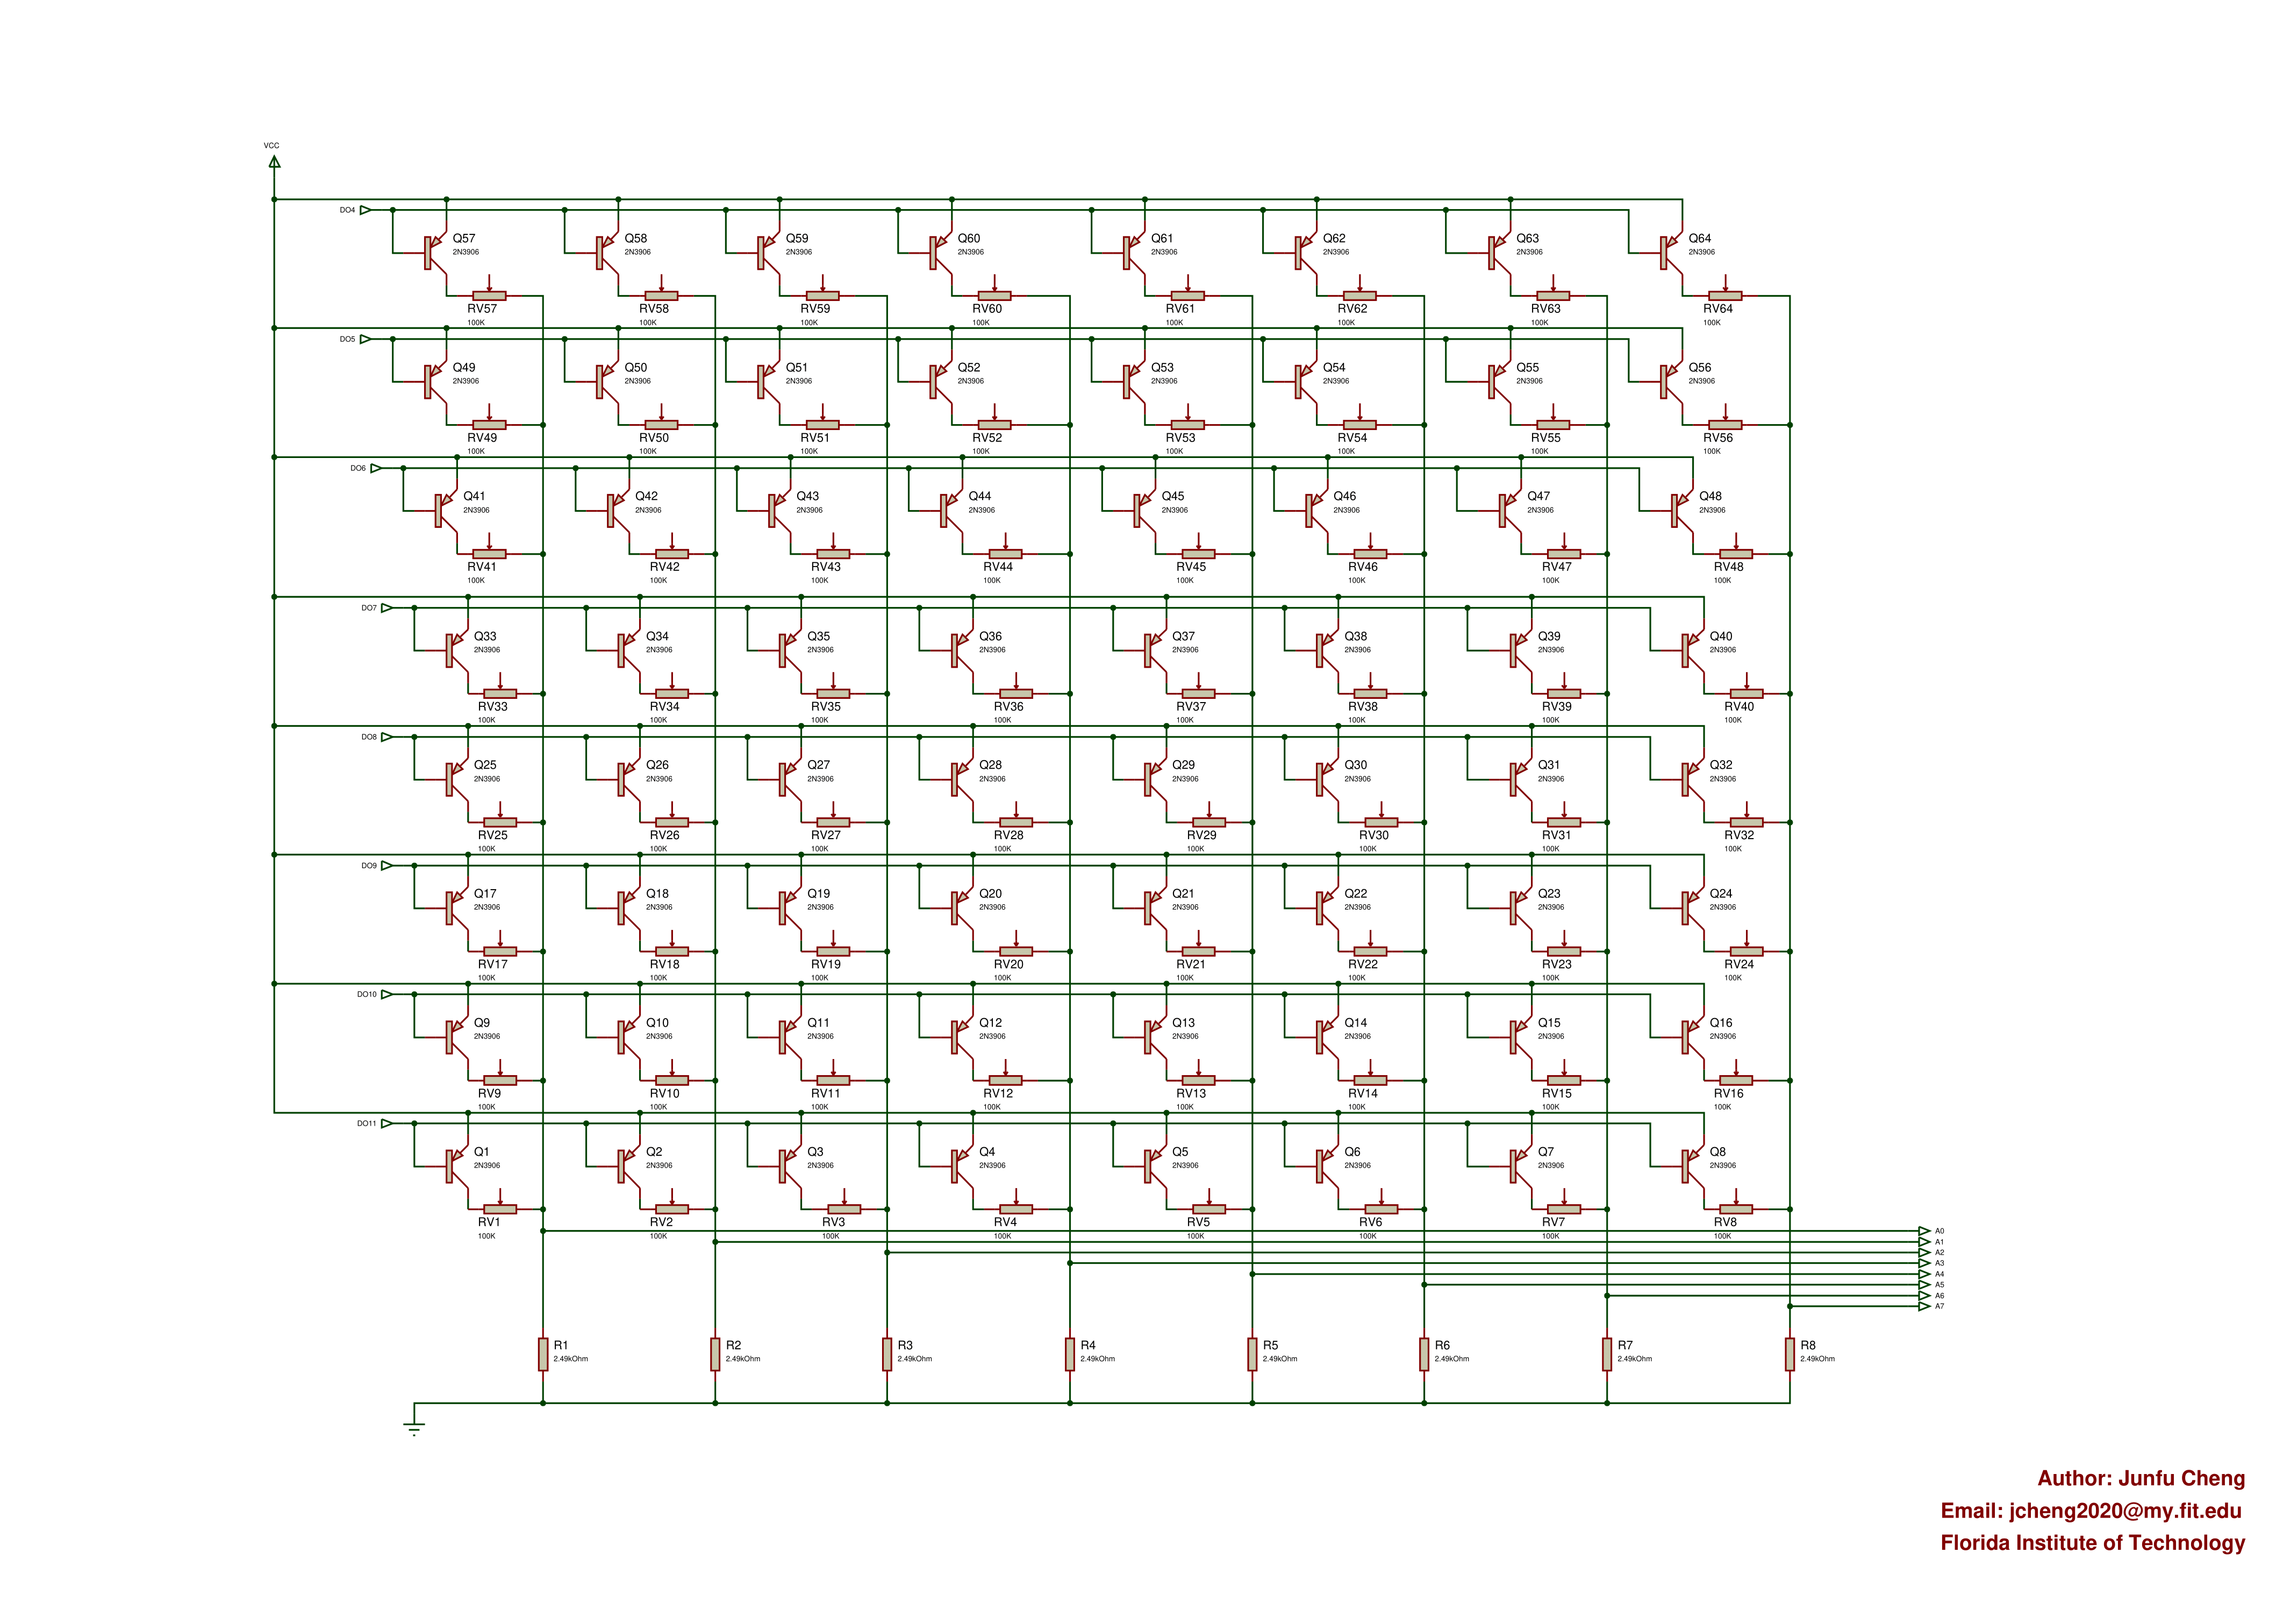 VCC
DO4
Q57 Q58 Q59 Q60 Q61 Q62 Q63 Q64
2N3906 2N3906 2N3906 2N3906 2N3906 2N3906 2N3906 2N3906
RV57 RV58 RV59 RV60 RV61 RV62 RV63 RV64
100K 100K 100K 100K 100K 100K 100K 100K
DO5
Q49 Q50 Q51 Q52 Q53 Q54 Q55 Q56
2N3906 2N3906 2N3906 2N3906 2N3906 2N3906 2N3906 2N3906
RV49 RV50 RV51 RV52 RV53 RV54 RV55 RV56
100K 100K 100K 100K 100K 100K 100K 100K
DO6
Q41 Q42 Q43 Q44 Q45 Q46 Q47 Q48
2N3906 2N3906 2N3906 2N3906 2N3906 2N3906 2N3906 2N3906
RV41 RV42 RV43 RV44 RV45 RV46 RV47 RV48
100K 100K 100K 100K 100K 100K 100K 100K
DO7
Q33 Q34 Q35 Q36 Q37 Q38 Q39 Q40
2N3906 2N3906 2N3906 2N3906 2N3906 2N3906 2N3906 2N3906
RV33 RV34 RV35 RV36 RV37 RV38 RV39 RV40
100K 100K 100K 100K 100K 100K 100K 100K
DO8
Q25 Q26 Q27 Q28 Q29 Q30 Q31 Q32
2N3906 2N3906 2N3906 2N3906 2N3906 2N3906 2N3906 2N3906
RV25 RV26 RV27 RV28 RV29 RV30 RV31 RV32
100K 100K 100K 100K 100K 100K 100K 100K
DO9
Q17 Q18 Q19 Q20 Q21 Q22 Q23 Q24
2N3906 2N3906 2N3906 2N3906 2N3906 2N3906 2N3906 2N3906
RV17 RV18 RV19 RV20 RV21 RV22 RV23 RV24
100K 100K 100K 100K 100K 100K 100K 100K
DO10
Q9 Q10 Q11 Q12 Q13 Q14 Q15 Q16
2N3906 2N3906 2N3906 2N3906 2N3906 2N3906 2N3906 2N3906
RV9 RV10 RV11 RV12 RV13 RV14 RV15 RV16
100K 100K 100K 100K 100K 100K 100K 100K
DO11
Q1 Q2 Q3 Q4 Q5 Q6 Q7 Q8
2N3906 2N3906 2N3906 2N3906 2N3906 2N3906 2N3906 2N3906
RV1 RV2 RV3 RV4 RV5 RV6 RV7 RV8
100K 100K 100K 100K 100K 100K 100K 100K
A0
A1
A2
A3
A4
A5
A6
A7
R1 R2 R3 R4 R5 R6 R7 R8
2.49kOhm 2.49kOhm 2.49kOhm 2.49kOhm 2.49kOhm 2.49kOhm 2.49kOhm 2.49kOhm
Author: Junfu Cheng
Email: jcheng2020@my.fit.edu
Florida Institute of Technology